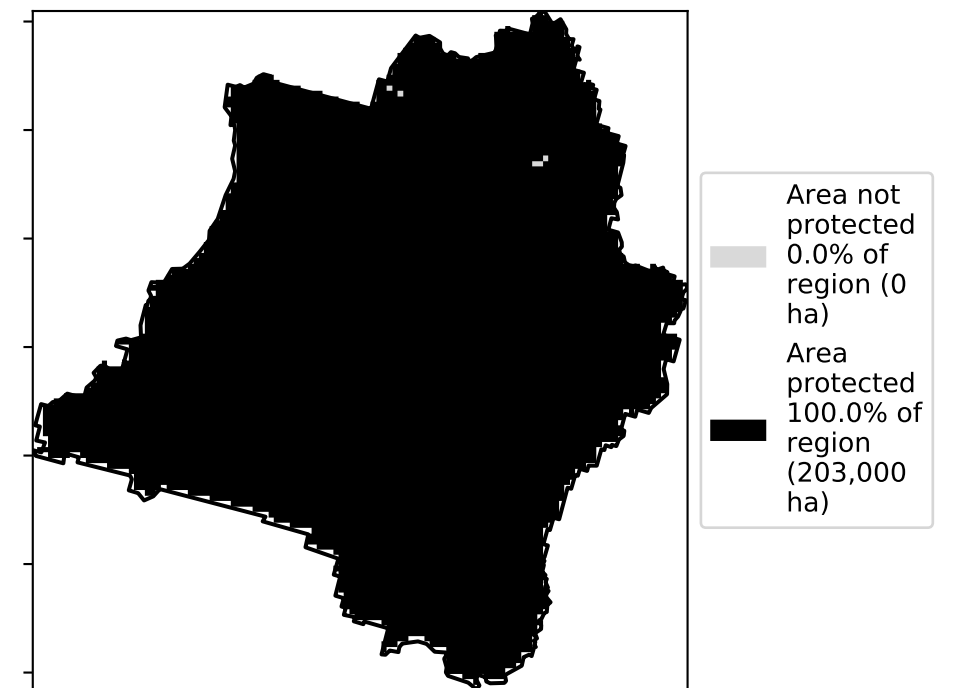 Area not
protected
0.0% of
region (0
ha)
Area
protected
100.0% of
region
(203,000
ha)